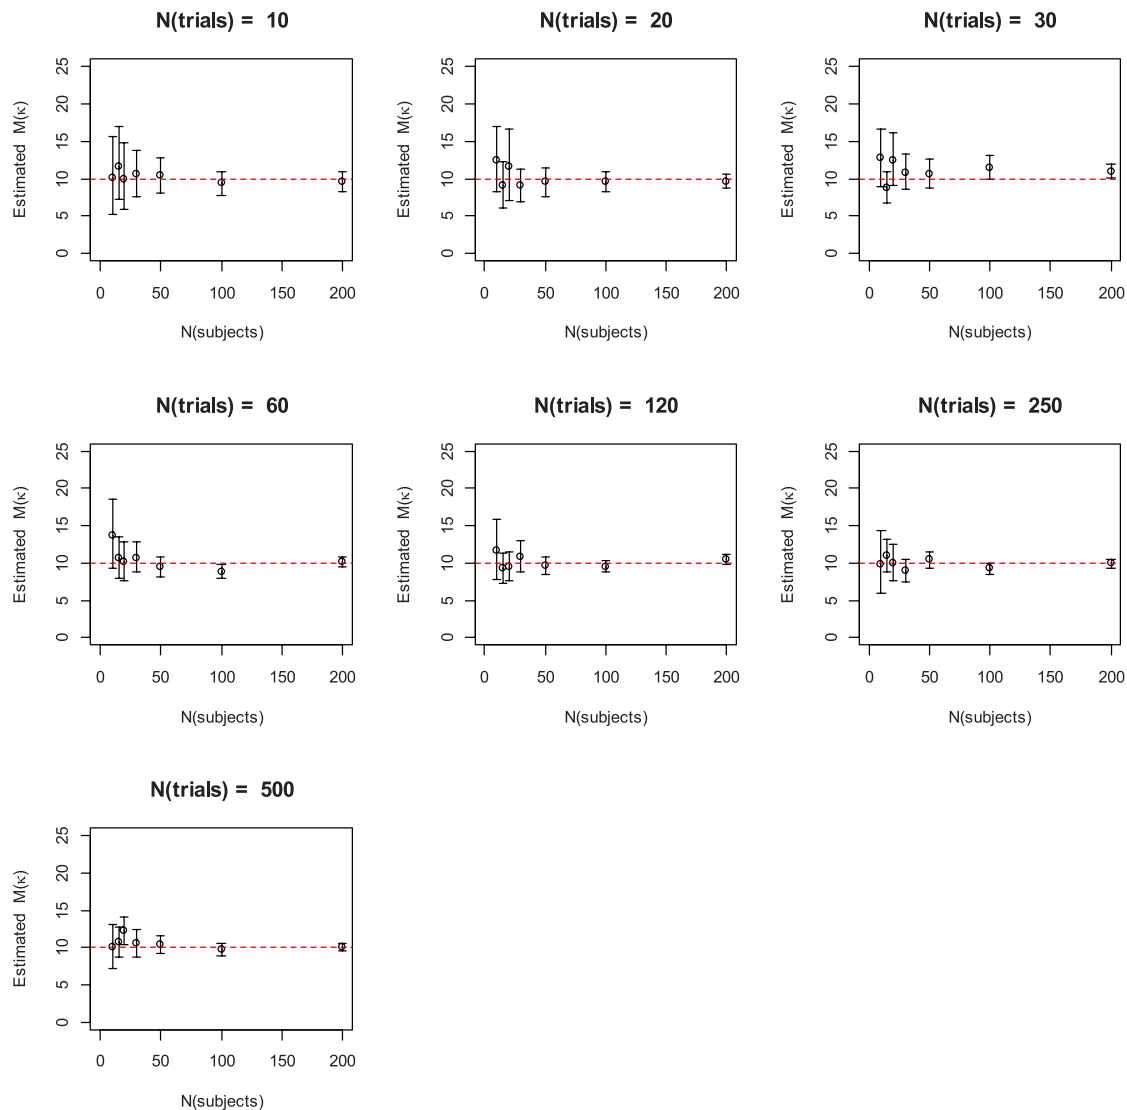 N(trials) = 10
N(trials) = 20
N(trials) = 30
Estimated M(κ)
0
5
10
15
20
25
0 50 100 150 200
N(subjects)
Estimated M(κ)
0
5
10
15
20
25
0 50 100 150 200
N(subjects)
Estimated M(κ)
0
5
10
15
20
25
0 50 100 150 200
N(subjects)
N(trials) = 60
N(trials) = 120
N(trials) = 250
Estimated M(κ)
0
5
10
15
20
25
0 50 100 150 200
N(subjects)
Estimated M(κ)
0
5
10
15
20
25
0 50 100 150 200
N(subjects)
Estimated M(κ)
0
5
10
15
20
25
0 50 100 150 200
N(subjects)
N(trials) = 500
Estimated M(κ)
0
5
10
15
20
25
0 50 100 150 200
N(subjects)